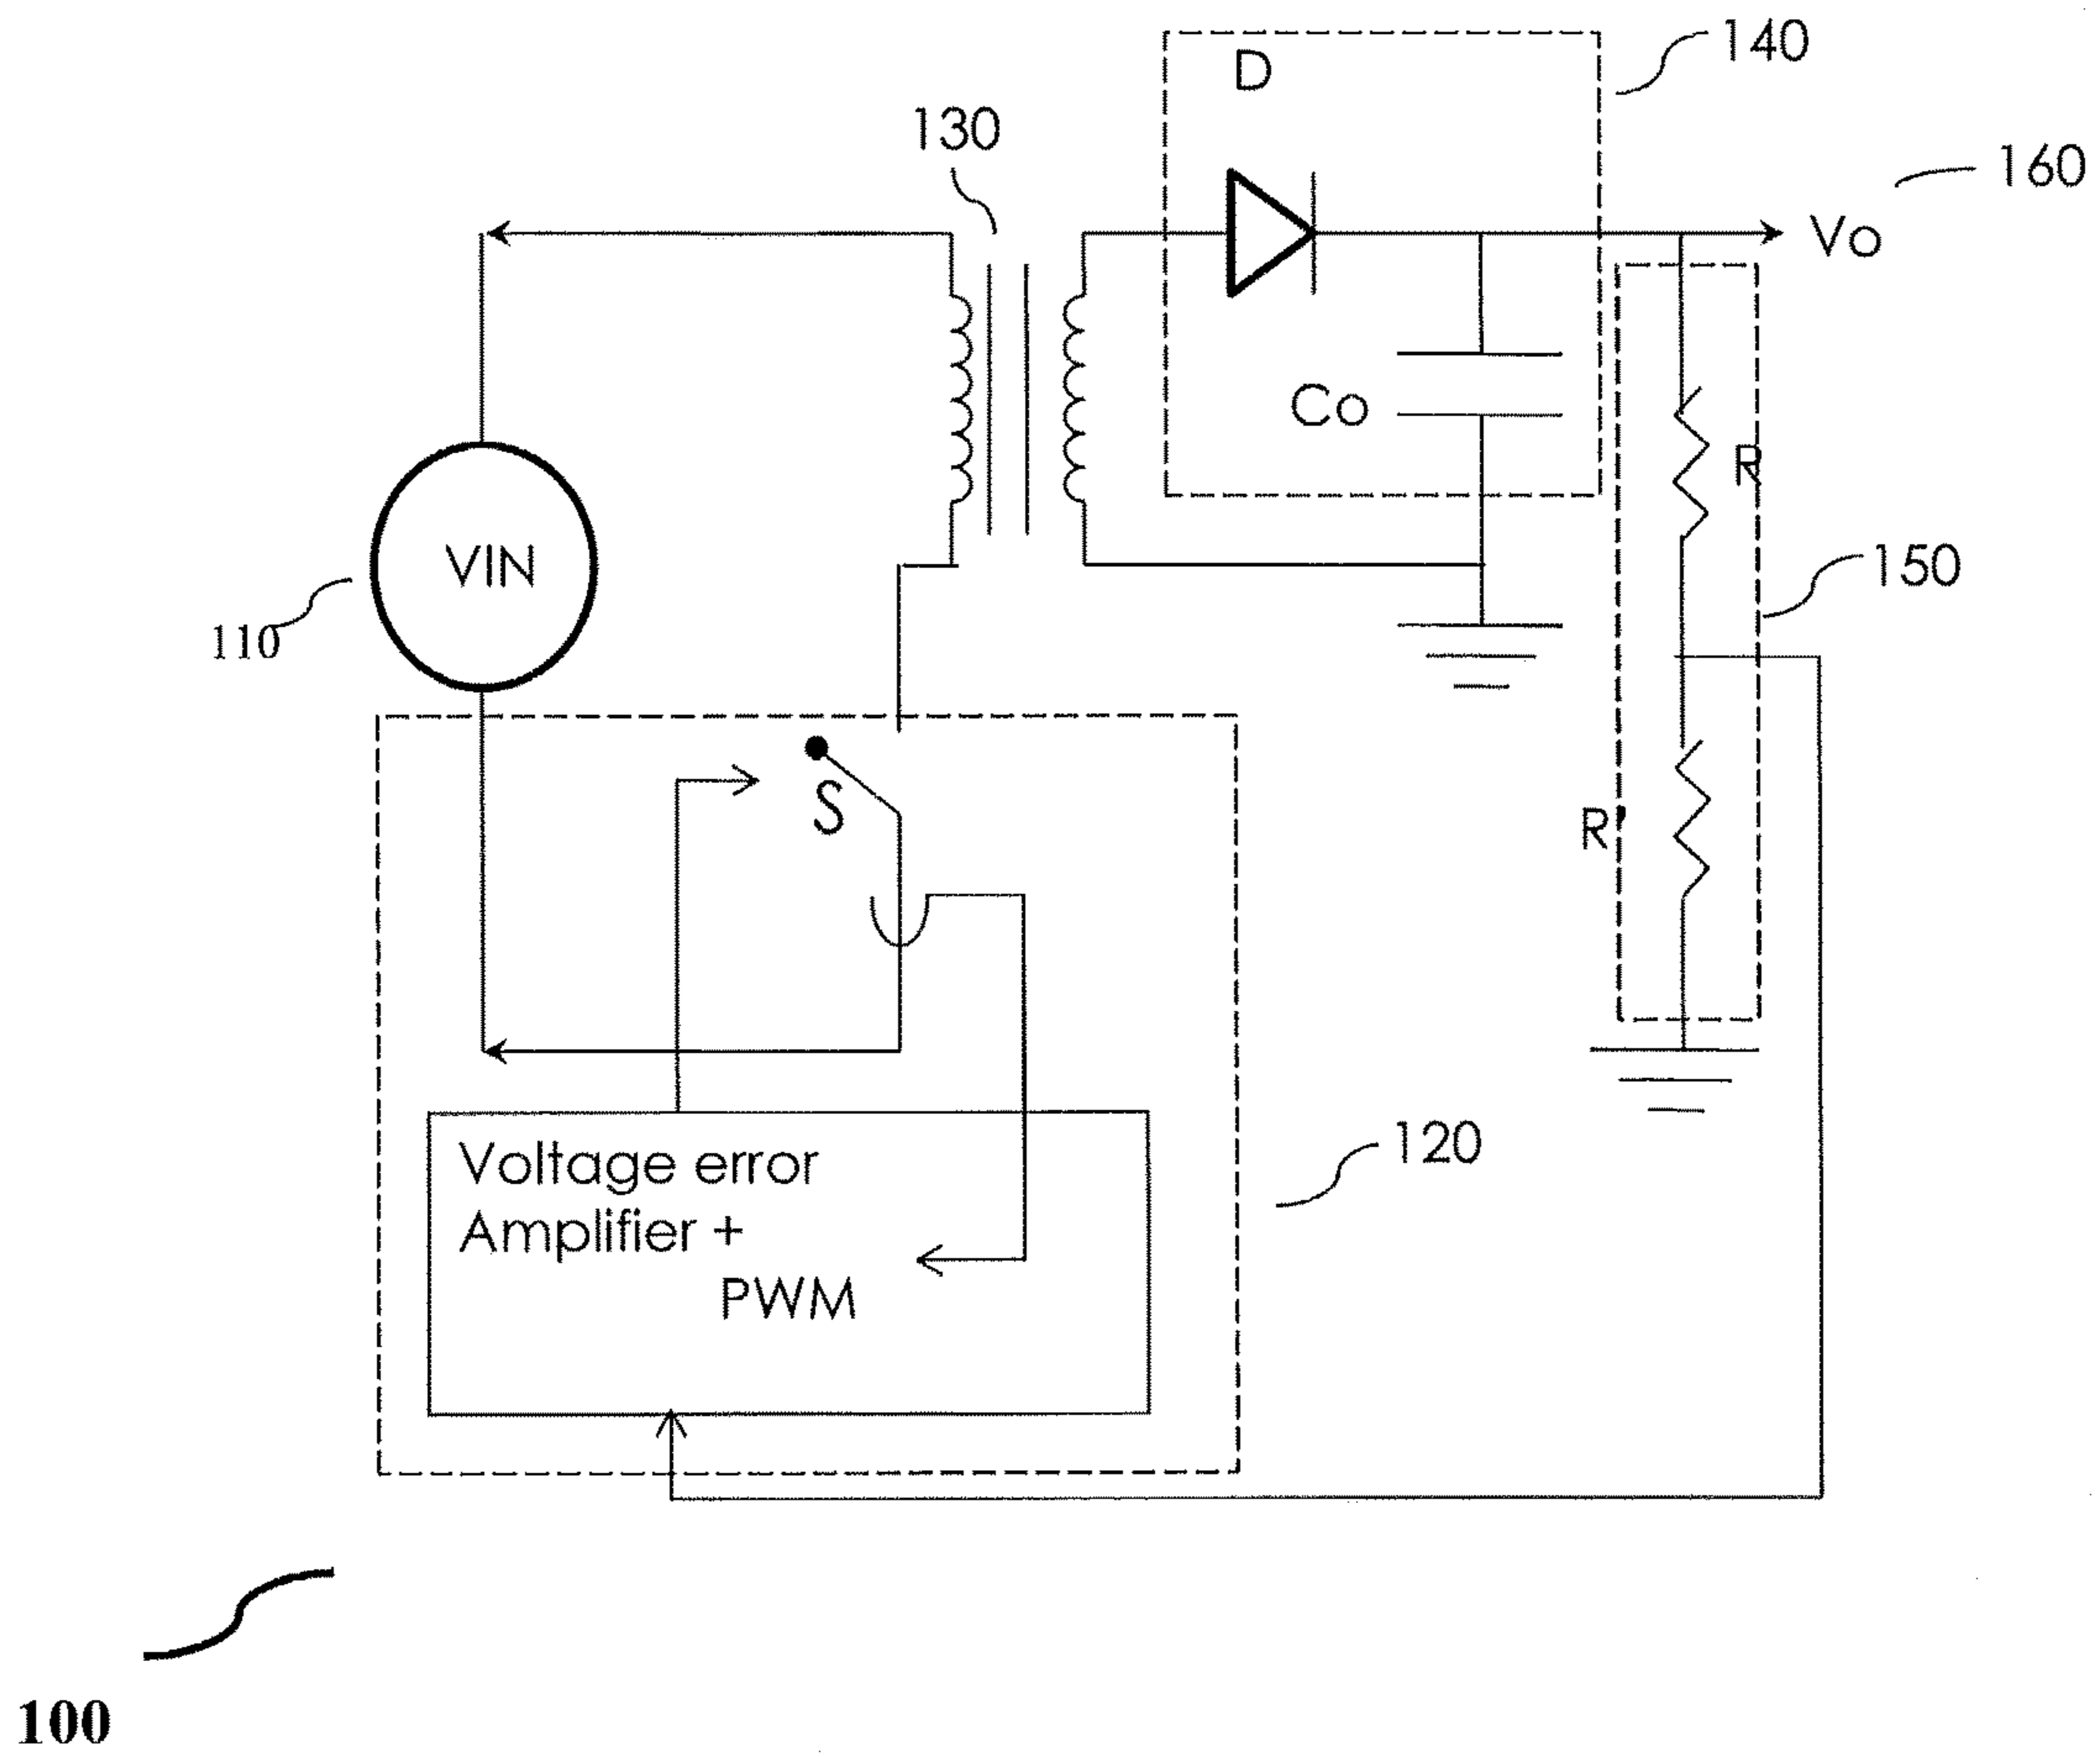 140
D
130
160
Vo
Co
R
VIN
150
110
S
R'
120
Voltage error
Amplifier +
PWM
100